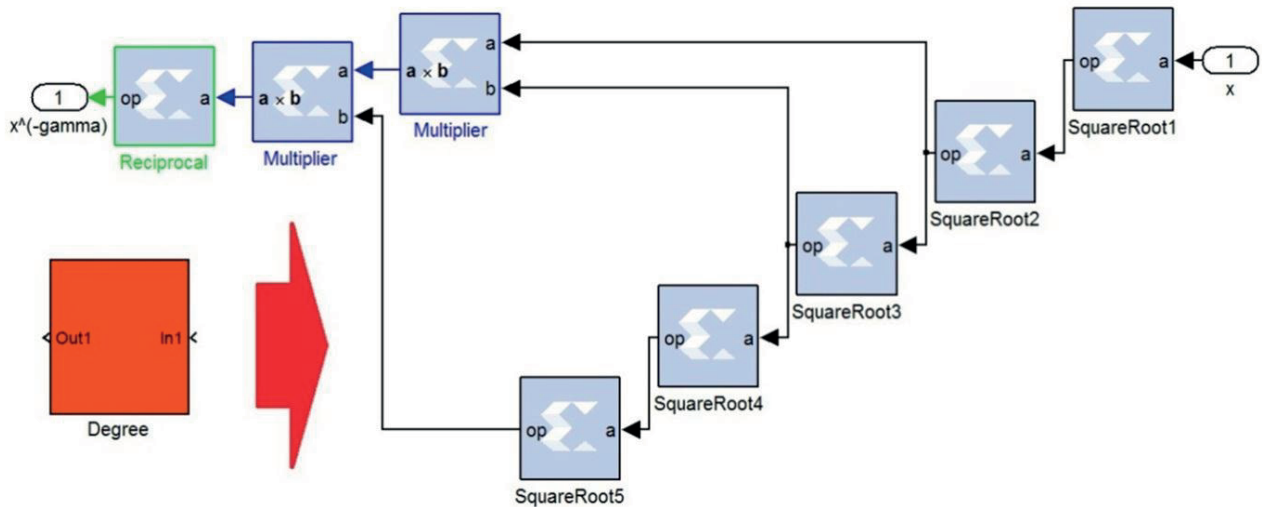 1
x^(-gamma)
op
a
Reciprocal
a × b
a
b
Multiplier
a × b
a
b
Multiplier
op
a
SquareRoot1
1
x
op
a
SquareRoot2
op
a
SquareRoot3
op
a
SquareRoot4
op
a
SquareRoot5
Out1
In1
Degree